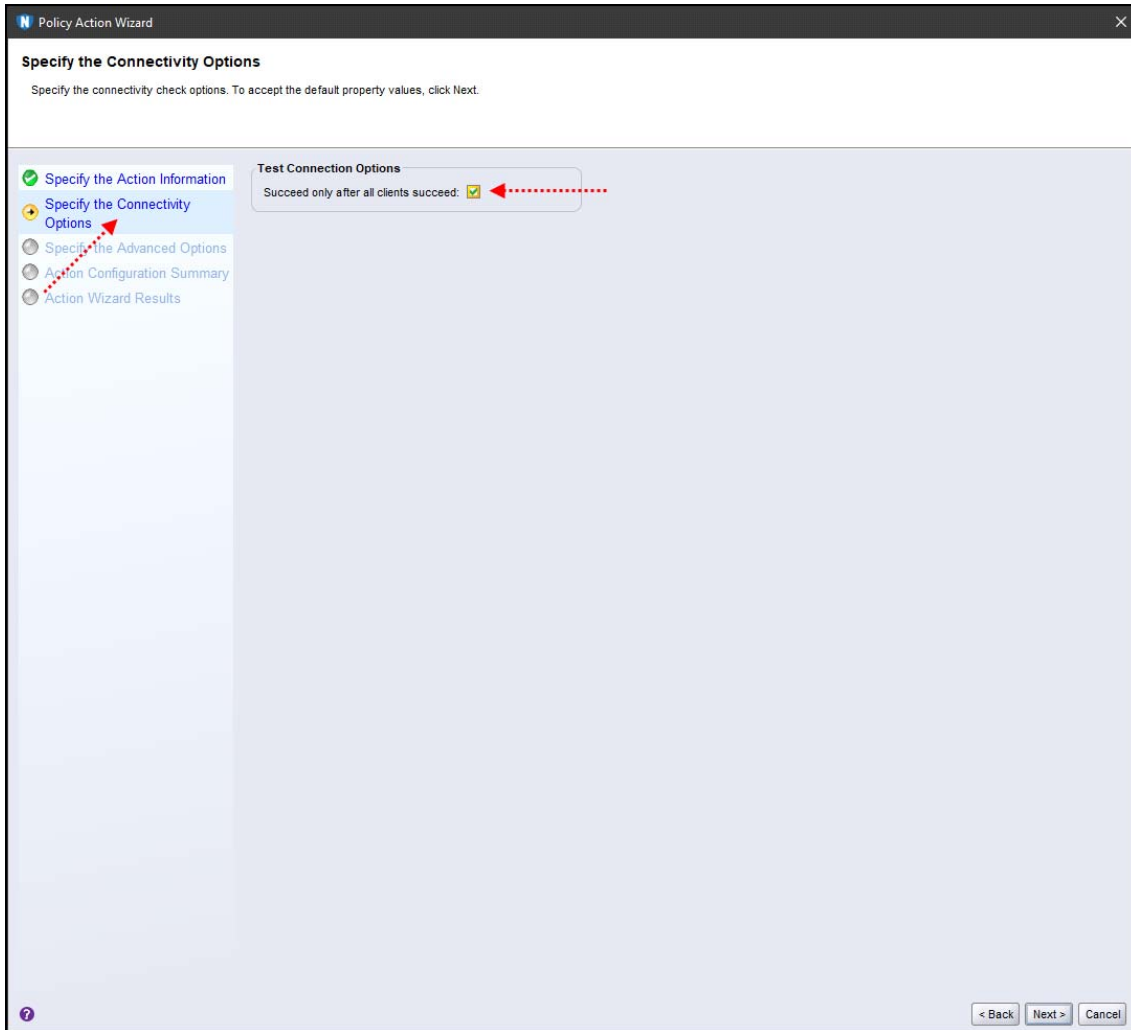 Policy Action Wizard
Specify the Connectivity Options
Specify the connectivity check options. To accept the default property values, click Next.
Specify the Action Information
Specify the Connectivity
Options
Specify the Advanced Options
Action Configuration Summary
Action Wizard Results
Test Connection Options
Succeed only after all clients succeed:
< Back Next > Cancel